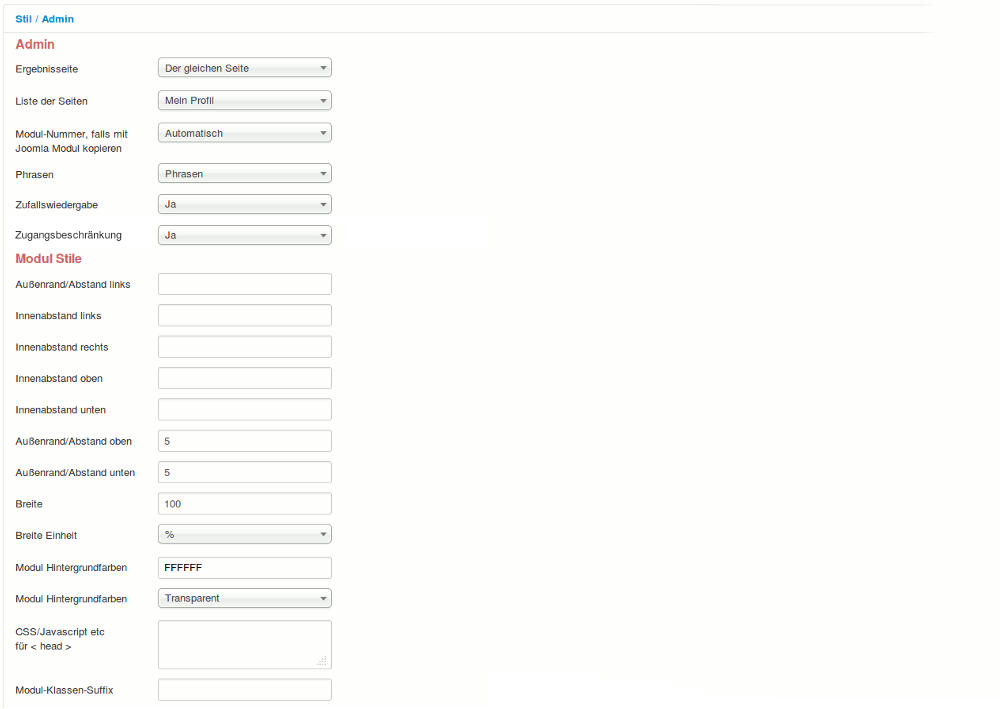 Stil / Admin
Admin
Ergebnisseite Der gleichen Seite
Liste der Seiten Mein Profil
Modul-Nummer, falls mit Automatisch
Joomla Modul kopieren
Phrasen Phrasen
Zufallswiedergabe Ja
Zugangsbeschränkung Ja
Modul Stile
Außenrand/Abstand links
Innenabstand links
Innenabstand rechts
Innenabstand oben
Innenabstand unten
Außenrand/Abstand oben 5
Außenrand/Abstand unten 5
Breite 100
Breite Einheit %
Modul Hintergrundfarben FFFFFF
Modul Hintergrundfarben Transparent
CSS/Javascript etc
für < head >
Modul-Klassen-Suffix